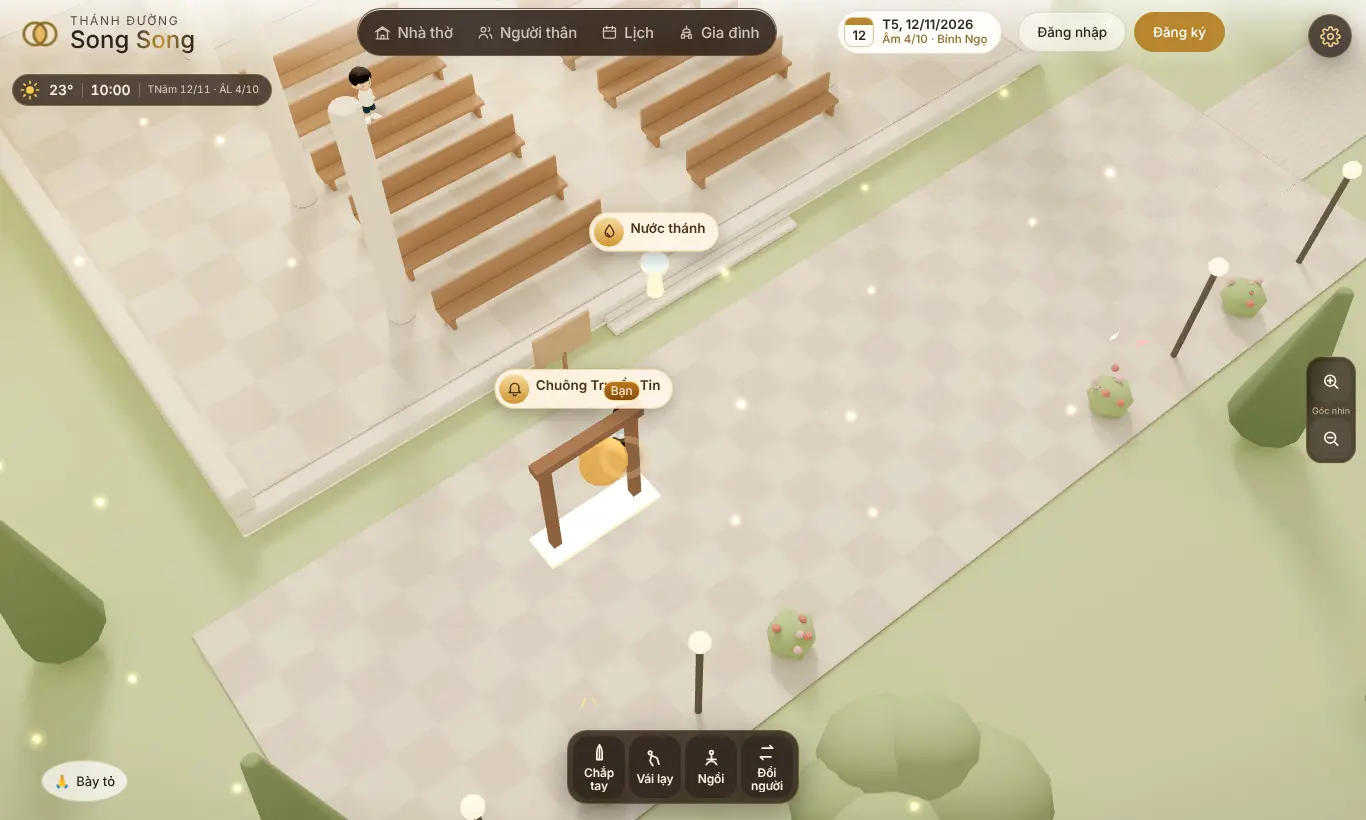 THÁNH ĐƯỜNG
Song Song
Nhà thờ
Người thân
Lịch
Gia đình
12
T5, 12/11/2026
Âm 4/10 · Bính Ngọ
Đăng nhập
Đăng ký
23°
10:00
TNăm 12/11 · ÂL 4/10
Nước thánh
Chuông Tin
Bạn
Góc nhìn
Chắp
tay
Vái lạy
Ngồi
Đổi
người
🙏 Bày tỏ